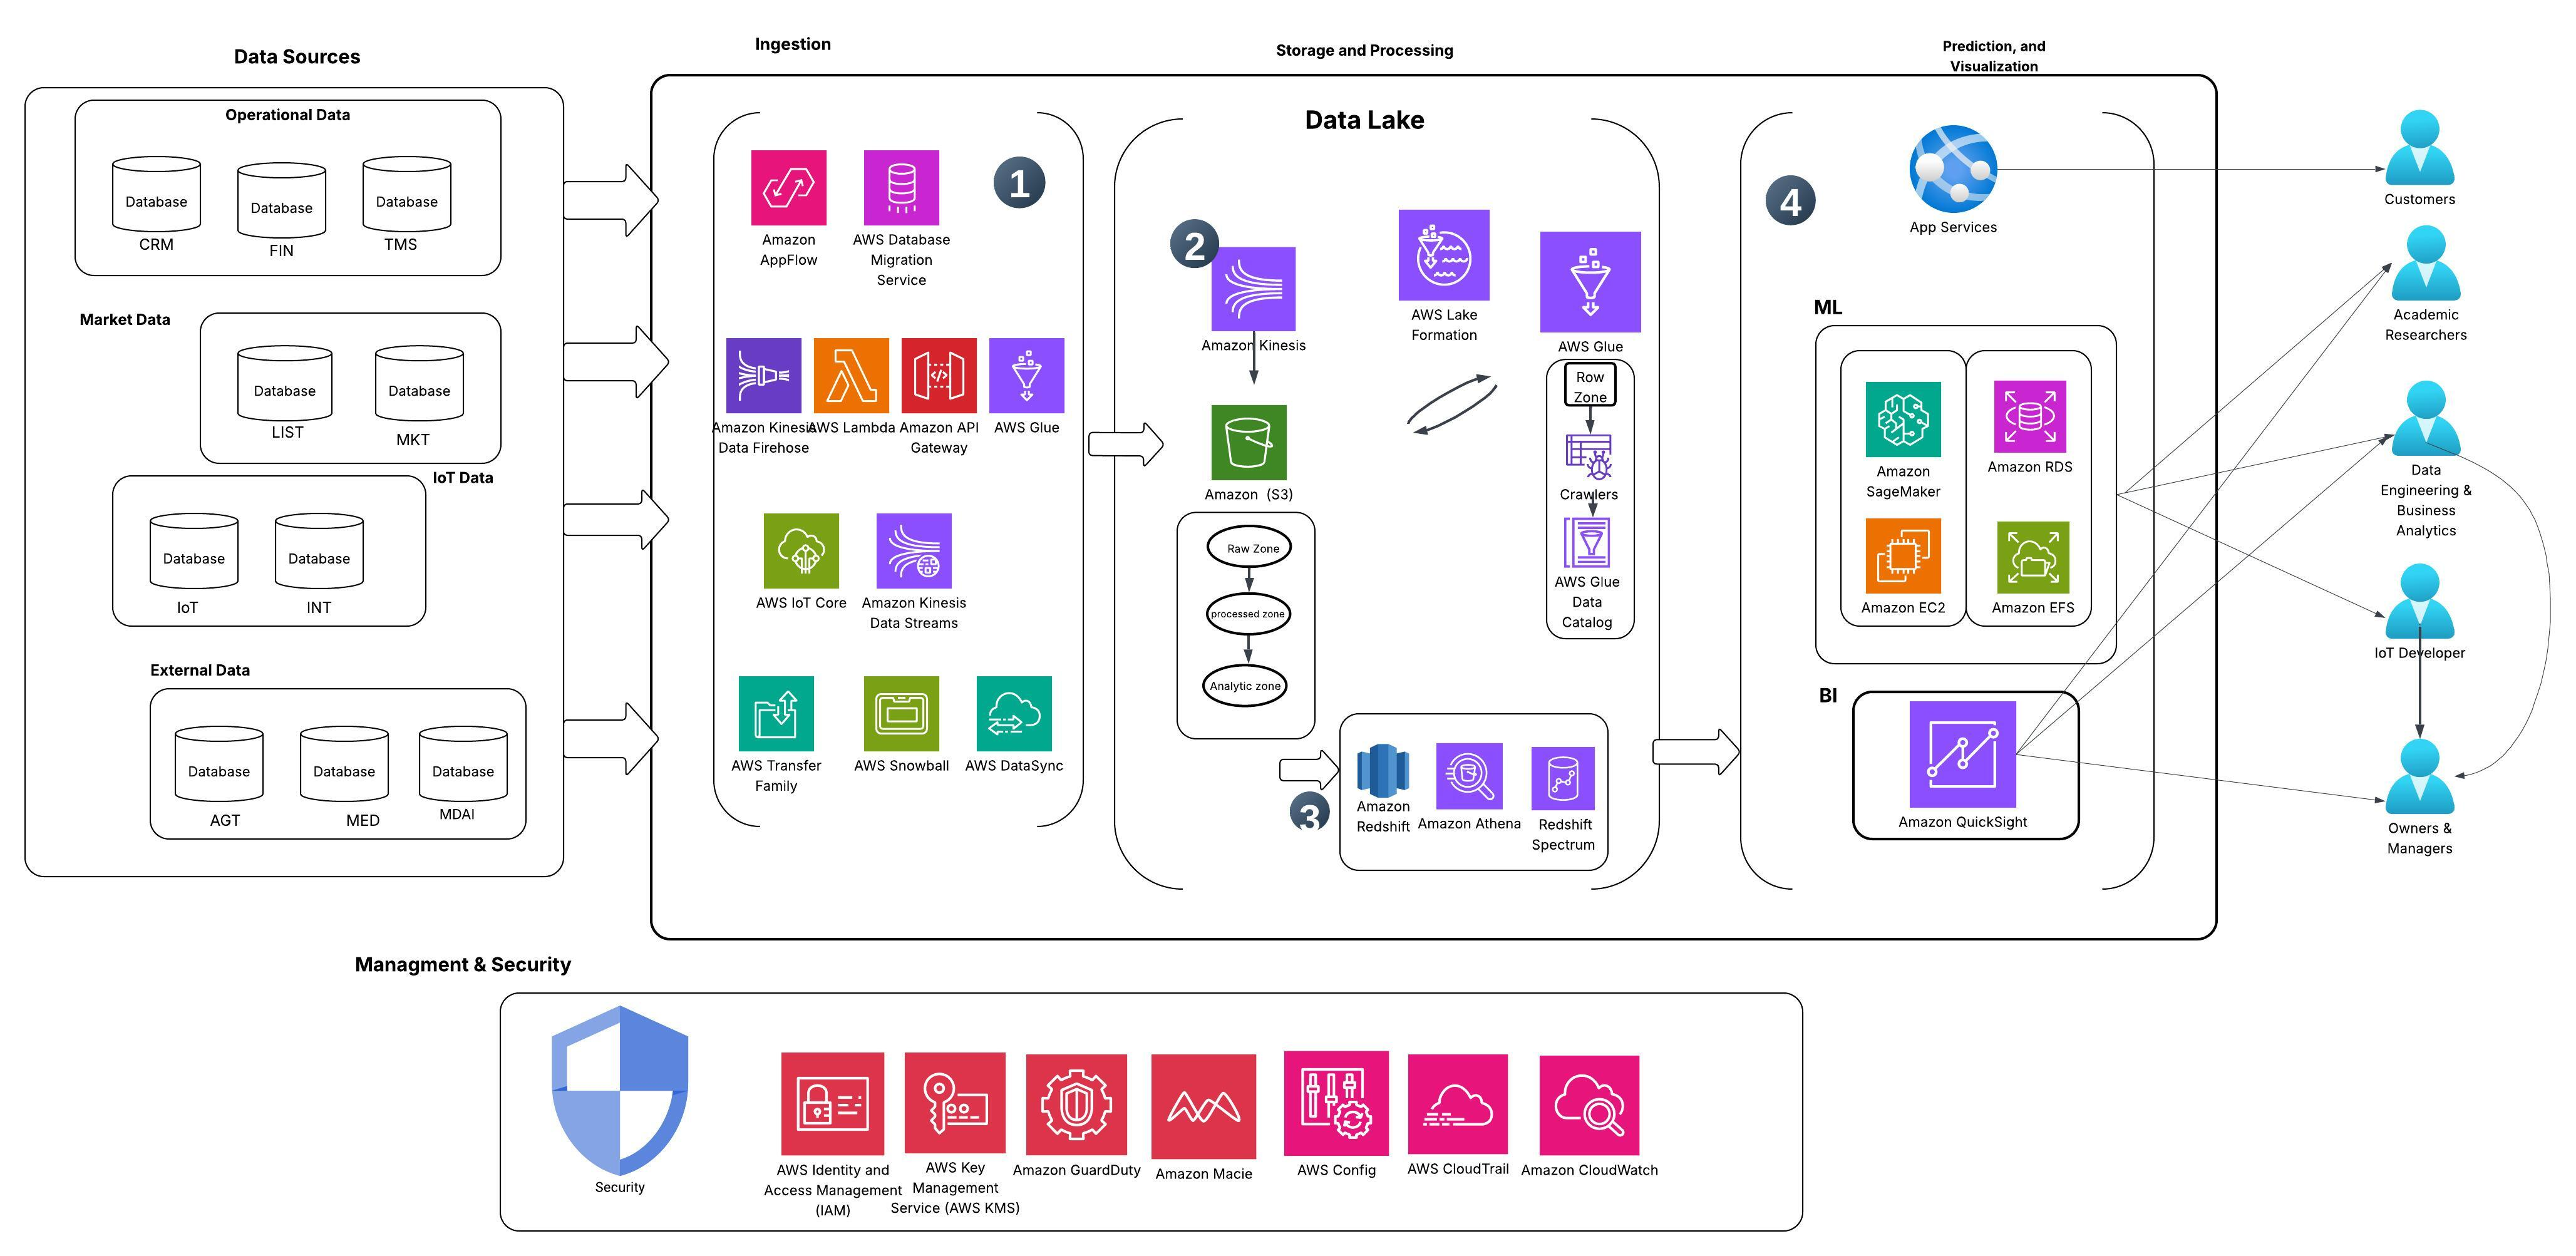 Data Sources
Operational Data
Database
Database
Database
CRM
FIN
TMS
Market Data
Database
Database
LIST
MKT
IoT Data
Database
Database
IoT
INT
External Data
Database
Database
Database
AGT
MED
MDAI
Ingestion
1
Amazon
AppFlow
AWS Database
Migration
Service
Amazon Kinesis
Data Firehose
AWS Lambda
Amazon API
Gateway
AWS Glue
AWS IoT Core
Amazon Kinesis
Data Streams
AWS Transfer
Family
AWS Snowball
AWS DataSync
Storage and Processing
Data Lake
2
Amazon Kinesis
AWS Lake
Formation
AWS Glue
Row
Zone
Crawlers
AWS Glue
Data
Catalog
Amazon (S3)
Raw Zone
processed zone
Analytic zone
3
Amazon
Redshift
Amazon Athena
Redshift
Spectrum
Prediction, and
Visualization
4
App Services
ML
Amazon
SageMaker
Amazon RDS
Amazon EC2
Amazon EFS
BI
Amazon QuickSight
Customers
Academic
Researchers
Data
Engineering &
Business
Analytics
IoT Developer
Owners &
Managers
Managment & Security
Security
AWS Identity and
Access Management
(IAM)
AWS Key
Management
Service (AWS KMS)
Amazon GuardDuty
Amazon Macie
AWS Config
AWS CloudTrail
Amazon CloudWatch